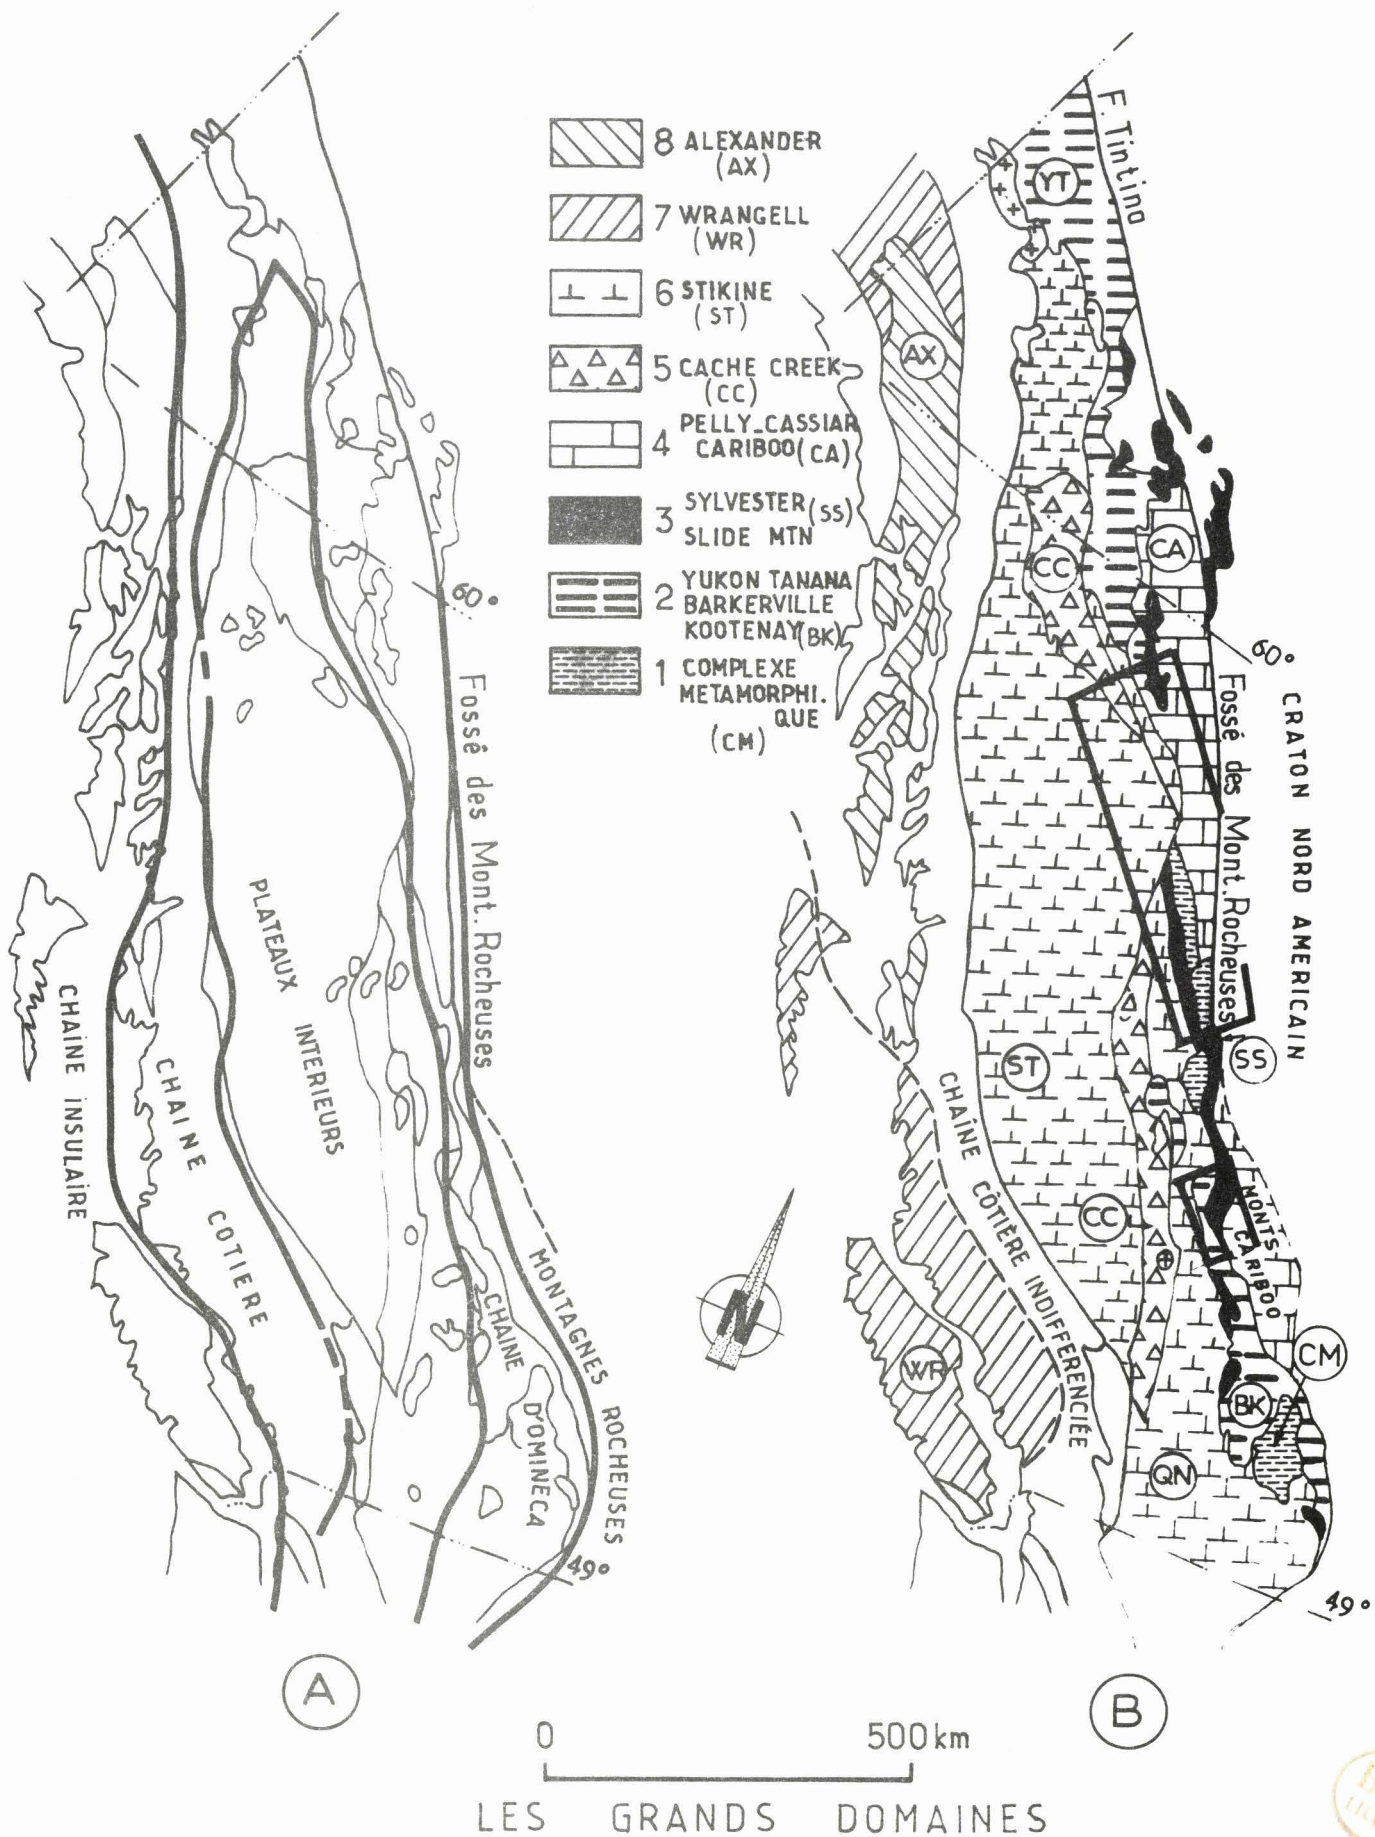 8 ALEXANDER
(AX)
7 WRANGELL
(WR)
6 STIKINE
(ST)
5 CACHE CREEK
(CC)
4 PELLY_CASSIAR
CARIBOO(CA)
3 SYLVESTER(SS)
SLIDE MTN
2 YUKON TANANA
BARKERVILLE
KOOTENAY(BK)
1 COMPLEXE
METAMORPHI.
QUE
(CM)
60°
Fossé des Mont. Rocheuses
PLATEAUX
INTERIEURS
CHAINE INSULAIRE
CHAINE
COTIERE
MONTAGNES
ROCHEUSES
CHAINE
D'OMINECA
49°
A
F. Tintina
YT
AX
CC
CA
60°
Fossé des Mont. Rocheuses
CRATON NORD AMERICAIN
ST
SS
CHAÎNE CÔTIÈRE INDIFFERENCIÉE
CC
MONTS
CARIBOO
WR
CM
BK
QN
49°
N
B
0 500km
LES GRANDS DOMAINES